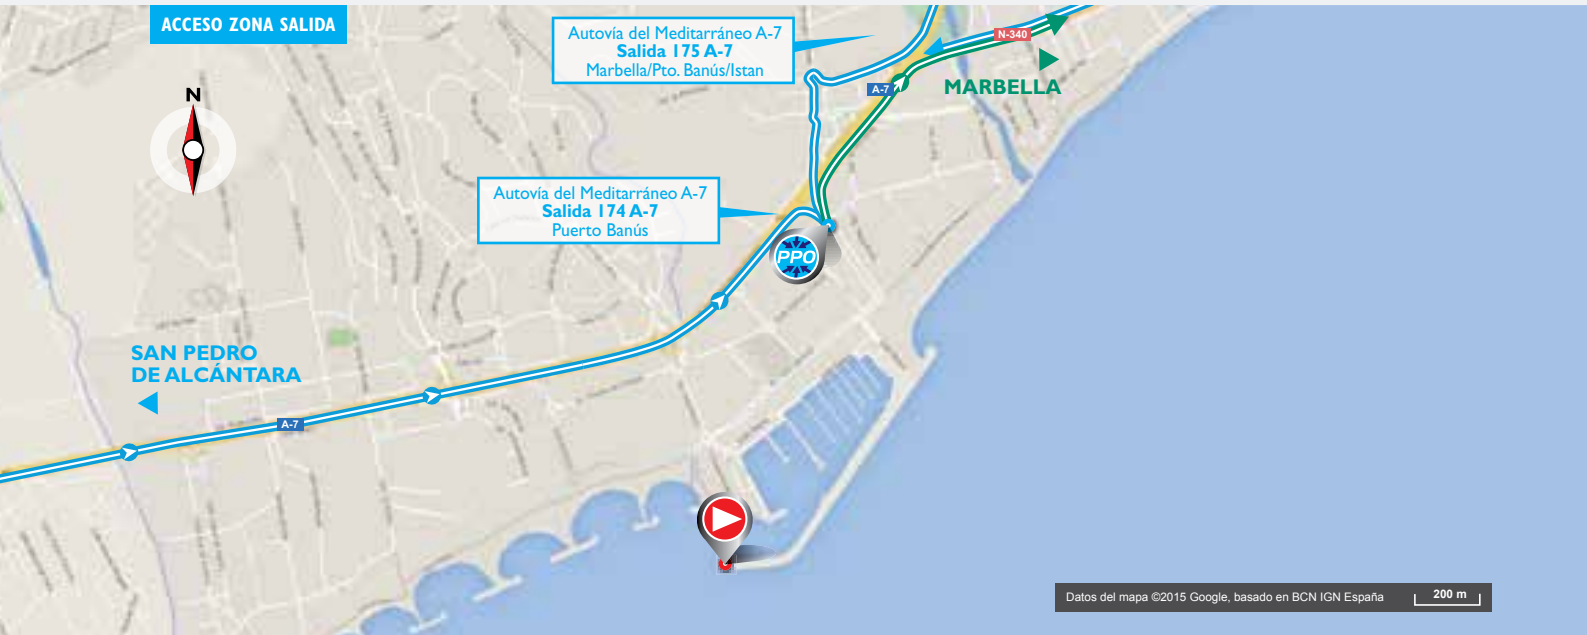 ACCESO ZONA SALIDA
Autovía del Meditarráneo A-7
Salida 175 A-7
Marbella/Pto. Banús/Istan
N-340
A-7
MARBELLA
N
Autovía del Meditarráneo A-7
Salida 174 A-7
Puerto Banús
PPO
SAN PEDRO
DE ALCÁNTARA
A-7
Datos del mapa ©2015 Google, basado en BCN IGN España
200 m